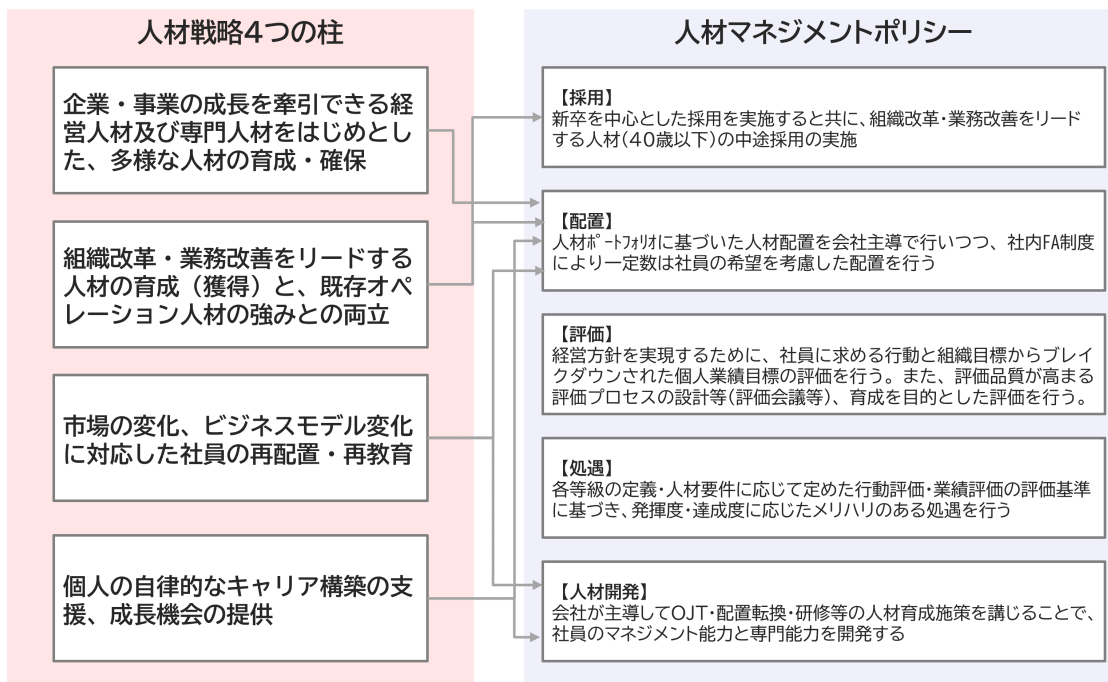 人材戦略4つの柱
企業・事業の成長を牽引できる経
営人材及び専門人材をはじめとし
た、多様な人材の育成・確保
組織改革・業務改善をリードする
人材の育成（獲得）と、既存オペ
レーション人材の強みとの両立
市場の変化、ビジネスモデル変化
に対応した社員の再配置・再教育
個人の自律的なキャリア構築の支
援、成長機会の提供
人材マネジメントポリシー
【採用】
新卒を中心とした採用を実施すると共に、組織改革・業務改善をリード
する人材(40歳以下)の中途採用の実施
【配置】
人材ﾎﾟｰﾄﾌｫﾘｵに基づいた人材配置を会社主導で行いつつ、社内FA制度
により一定数は社員の希望を考慮した配置を行う
【評価】
経営方針を実現するために、社員に求める行動と組織目標からブレイ
クダウンされた個人業績目標の評価を行う。また、評価品質が高まる
評価プロセスの設計等(評価会議等)、育成を目的とした評価を行う。
【処遇】
各等級の定義・人材要件に応じて定めた行動評価・業績評価の評価基準
に基づき、発揮度・達成度に応じたメリハリのある処遇を行う
【人材開発】
会社が主導してOJT・配置転換・研修等の人材育成施策を講じることで、
社員のマネジメント能力と専門能力を開発する